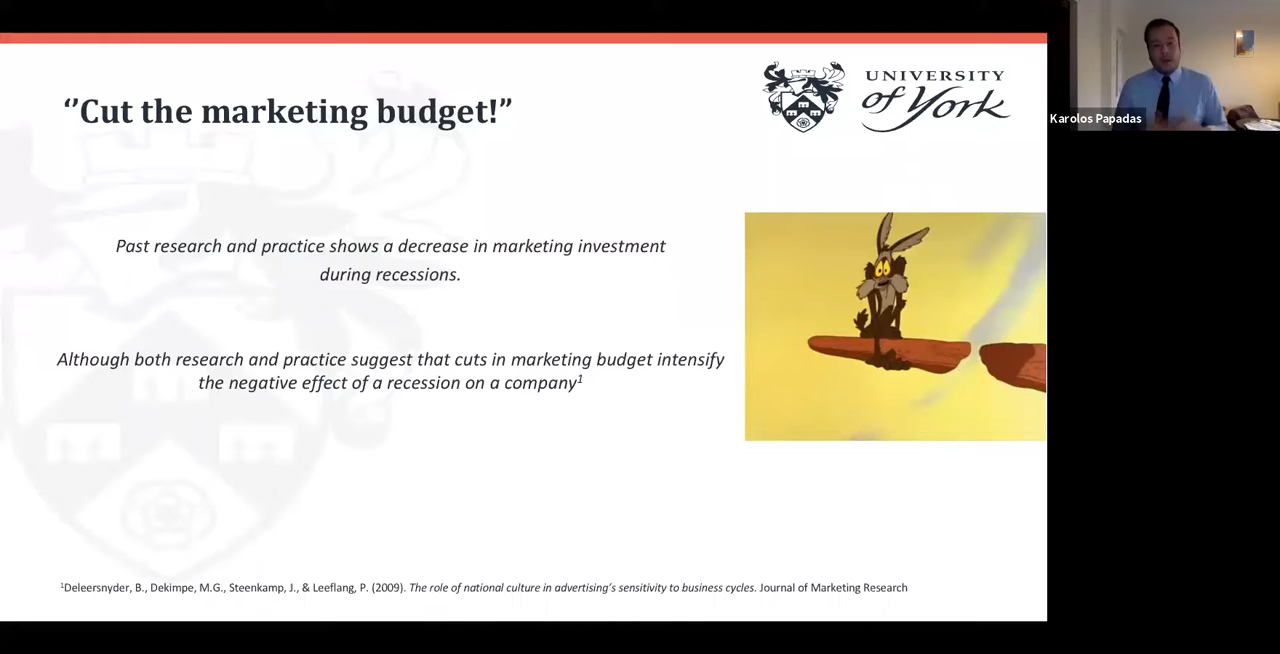 ‘’Cut the marketing budget!”
UNIVERSITY
of York
Karolos Papadas
Past research and practice shows a decrease in marketing investment
during recessions.
Although both research and practice suggest that cuts in marketing budget intensify
the negative effect of a recession on a company¹
¹Deleersnyder, B., Dekimpe, M.G., Steenkamp, J., & Leeflang, P. (2009). The role of national culture in advertising’s sensitivity to business cycles. Journal of Marketing Research